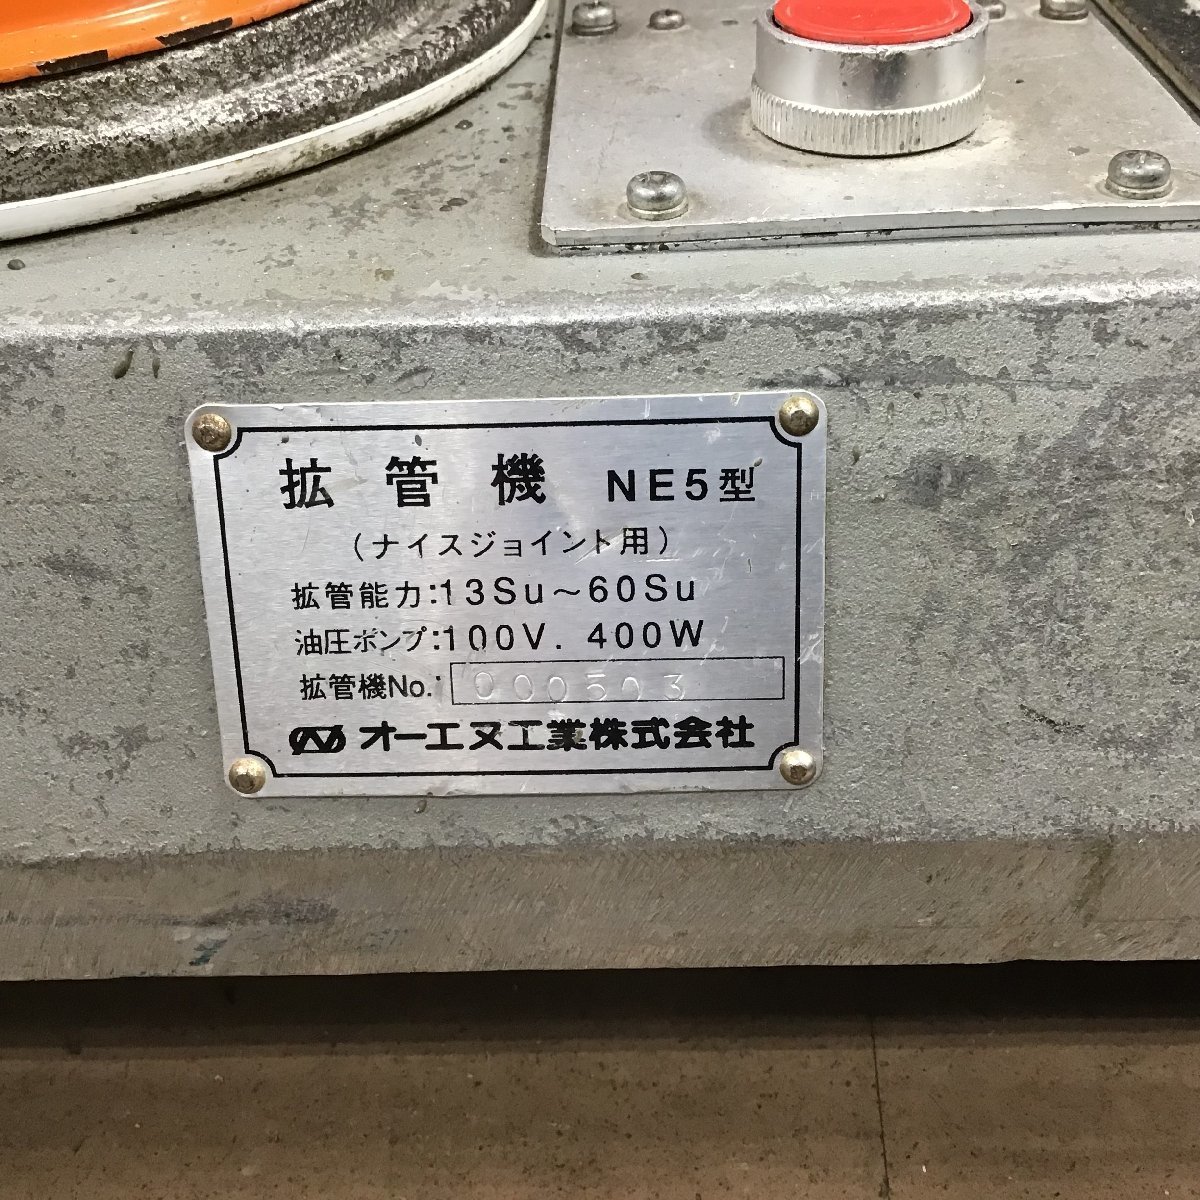 拡管機 NE5型
(ナイスジョイント用)
拡管能力:13Su~60Su
油圧ポンプ:100V. 400W
拡管機No. 000503
オーエヌ工業株式会社